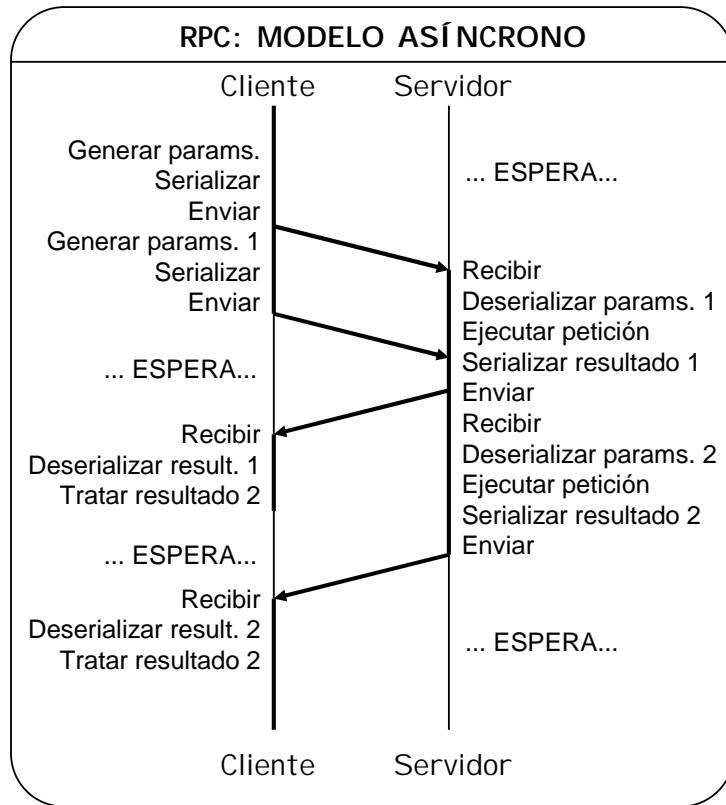 RPC: MODELO ASÍNCRONO
Cliente Servidor
Generar params.
Serializar
Enviar
Generar params. 1
Serializar
Enviar
... ESPERA...
Recibir
Deserializar result. 1
Tratar resultado 2
... ESPERA...
Recibir
Deserializar result. 2
Tratar resultado 2
... ESPERA...
Recibir
Deserializar params. 1
Ejecutar petición
Serializar resultado 1
Enviar
Recibir
Deserializar params. 2
Ejecutar petición
Serializar resultado 2
Enviar
... ESPERA...
Cliente Servidor